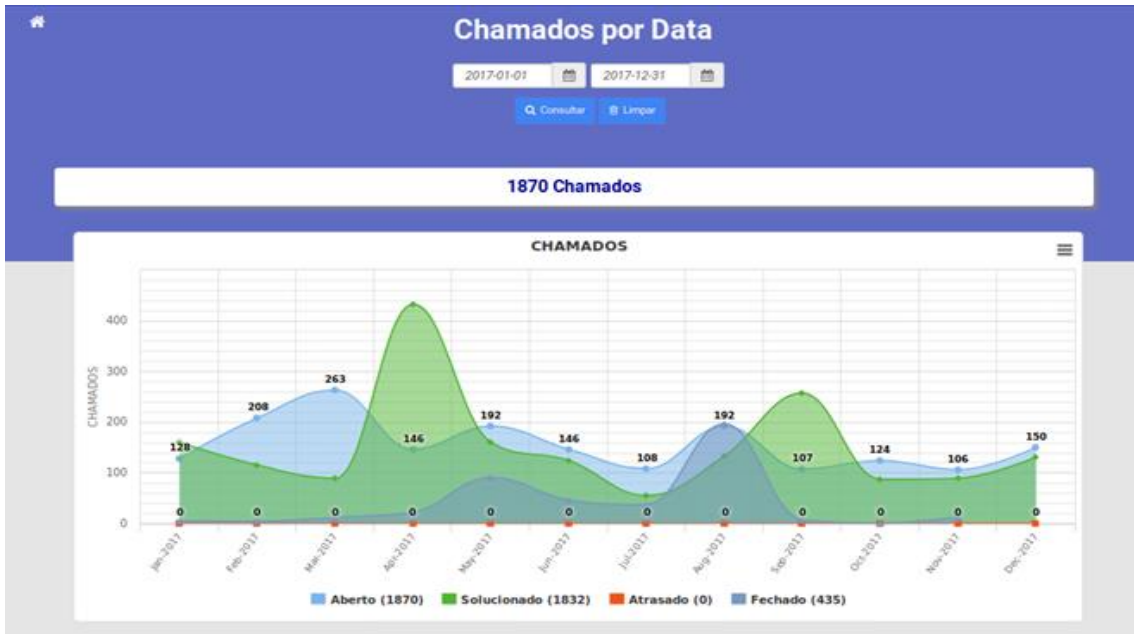 Chamados por Data
2017-01-01 2017-12-31
Consultar Limpar
1870 Chamados
CHAMADOS
CHAMADOS
400
300
200
100
0
128 208 263 146 192 146 108 192 107 124 106 150
0 0 0 0 0 0 0 0 0 0 0
Jan-2017 Feb-2017 Mar-2017 Apr-2017 May-2017 Jun-2017 Jul-2017 Aug-2017 Sep-2017 Oct-2017 Nov-2017 Dec-2017
Aberto (1870) Solucionado (1832) Atrasado (0) Fechado (435)